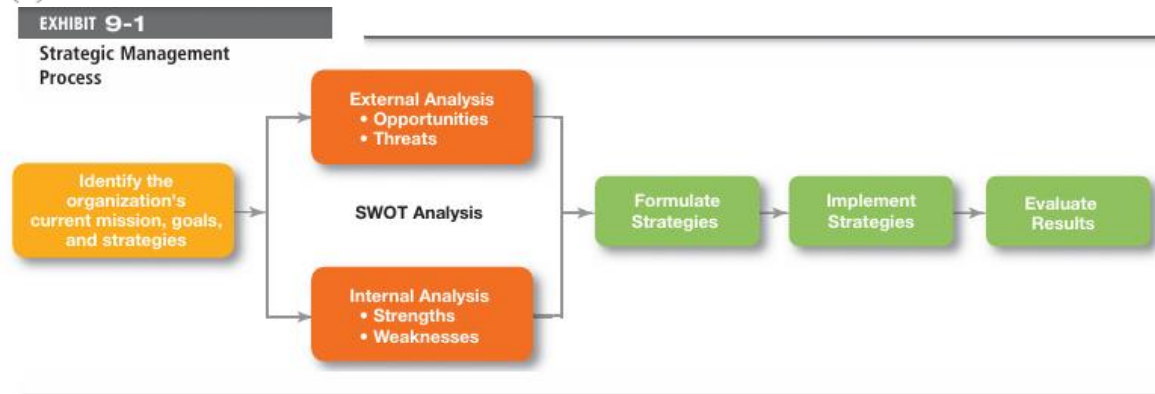 EXHIBIT 9-1
Strategic Management
Process
Identify the
organization's
current mission, goals,
and strategies
External Analysis
• Opportunities
• Threats
SWOT Analysis
Internal Analysis
• Strengths
• Weaknesses
Formulate
Strategies
Implement
Strategies
Evaluate
Results